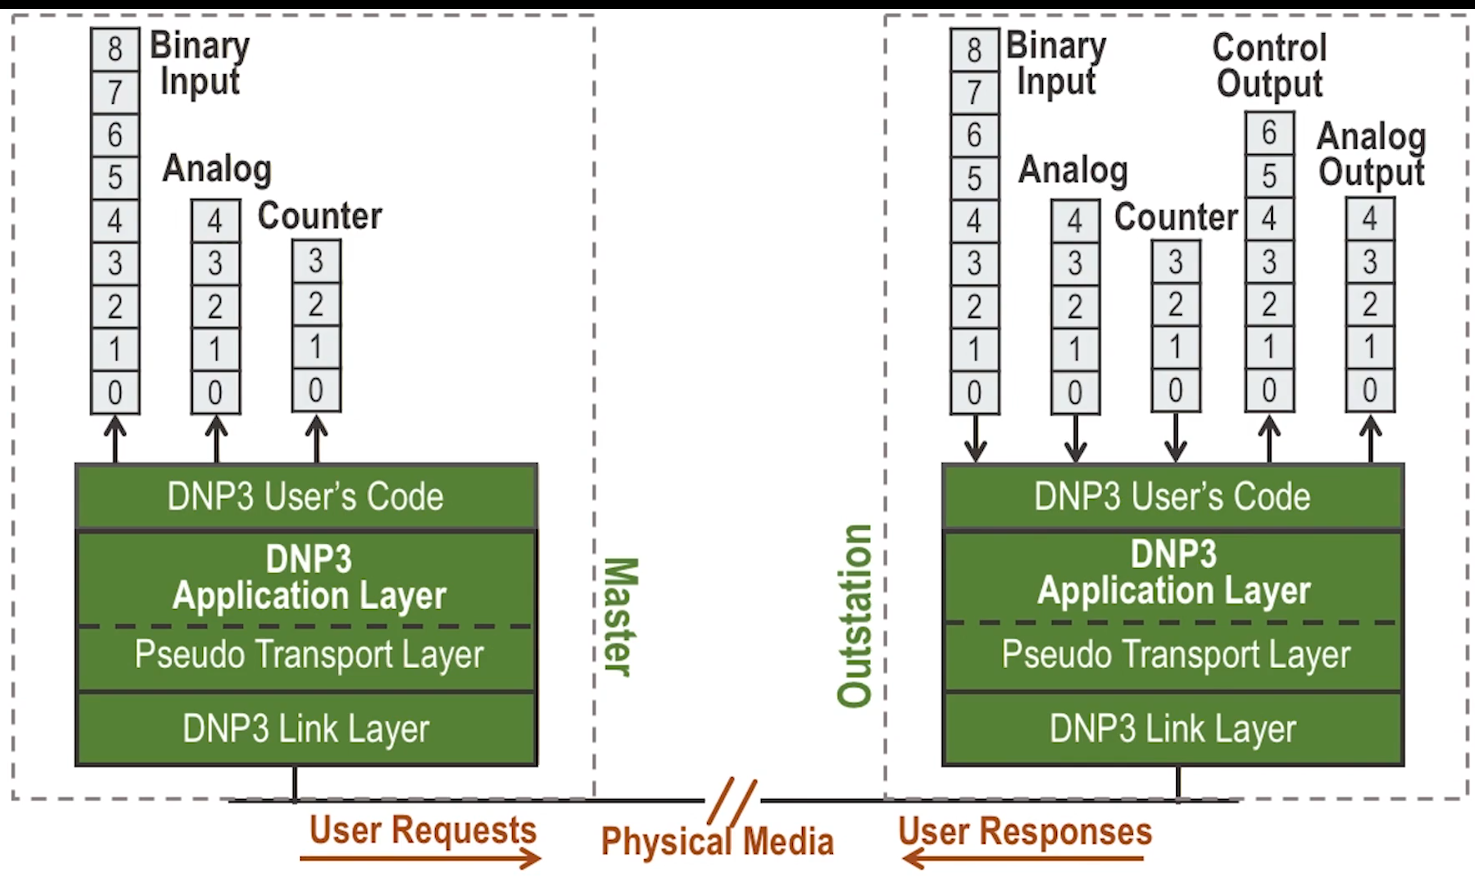 Binary
Input
8
7
6
5
4
3
2
1
0
Analog
4
3
2
1
0
Counter
3
2
1
0
DNP3 User's Code
DNP3
Application Layer
Pseudo Transport Layer
DNP3 Link Layer
Master
User Requests
Physical Media
Binary
Input
8
7
6
5
4
3
2
1
0
Analog
4
3
2
1
0
Counter
3
2
1
0
Control
Output
6
5
4
3
2
1
0
Analog
Output
4
3
2
1
0
Outstation
DNP3 User's Code
DNP3
Application Layer
Pseudo Transport Layer
DNP3 Link Layer
User Responses